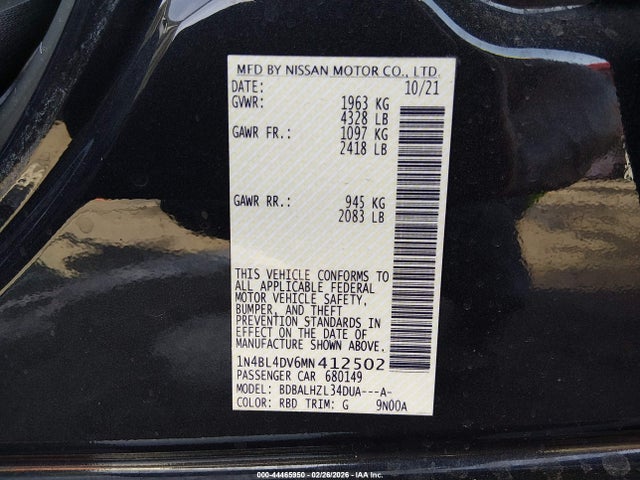 MFD BY NISSAN MOTOR CO., LTD.
DATE: 10/21
GVWR: 1963 KG
4328 LB
GAWR FR.: 1097 KG
2418 LB
GAWR RR.: 945 KG
2083 LB
THIS VEHICLE CONFORMS TO
ALL APPLICABLE FEDERAL
MOTOR VEHICLE SAFETY,
BUMPER, AND THEFT
PREVENTION STANDARDS IN
EFFECT ON THE DATE OF
MANUFACTURE SHOWN ABOVE.
1N4BL4DV6MN412502
PASSENGER CAR 680149
MODEL: BDBALHZL34DUA---A-
COLOR: RBD TRIM: G 9N00A
000-44465950 - 02/26/2026 - IAA Inc.